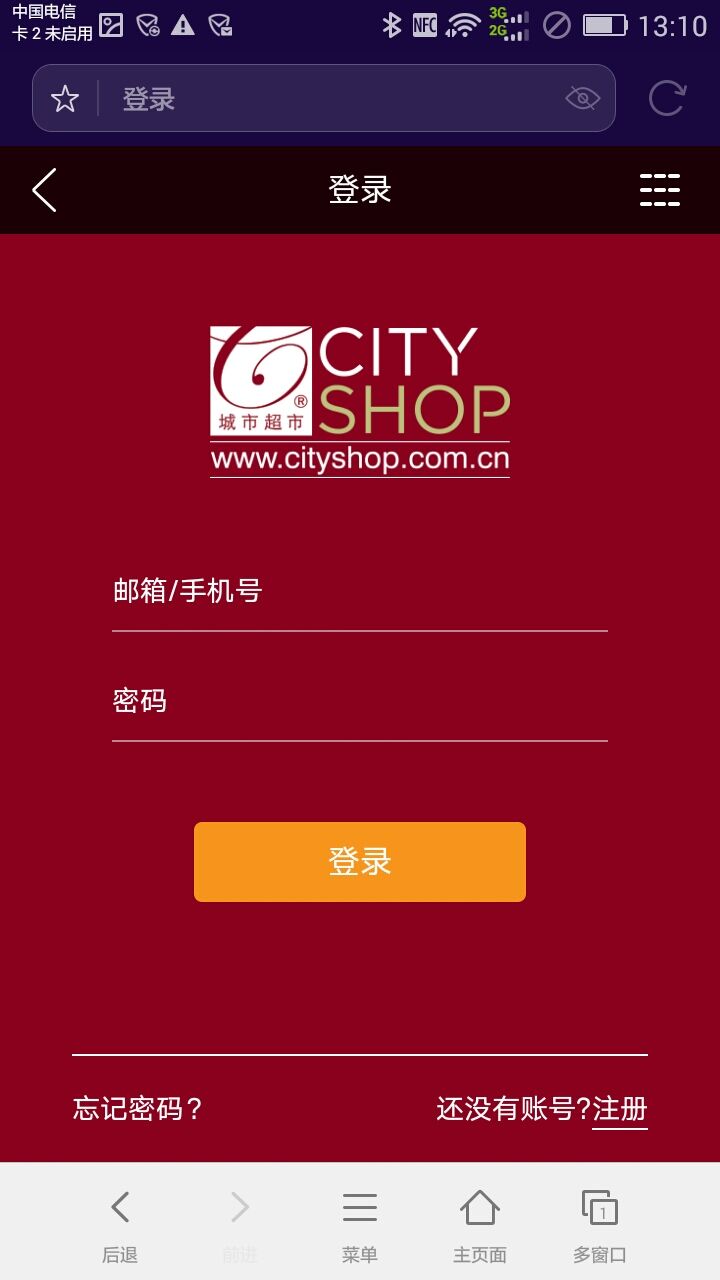 中国电信
卡 2 未启用
NFC
3G
2G
13:10
登录
登录
CITY
SHOP
®
城市超市
www.cityshop.com.cn
邮箱/手机号
密码
登录
忘记密码？
还没有账号?注册
1
后退
前进
菜单
主页面
多窗口